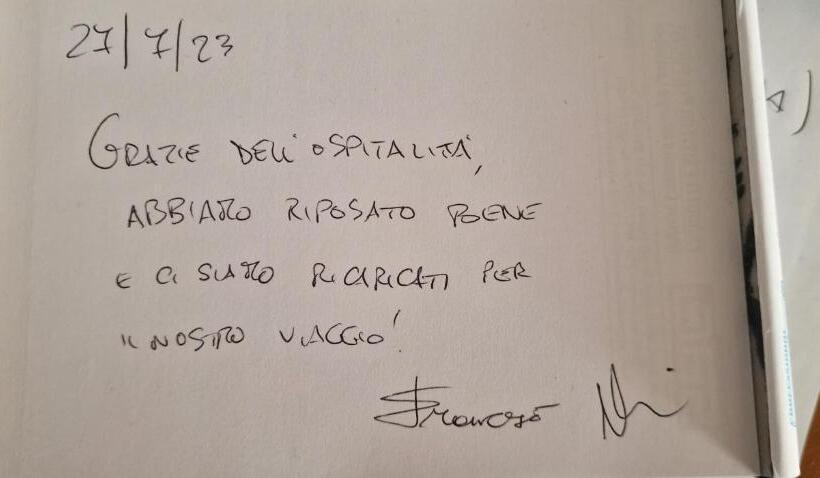 27/7/23
GRAZIE DELL'OSPITALITÀ,
ABBIAMO RIPOSATO BENE
E CI SIAMO RICARICATI PER
IL NOSTRO VIAGGIO!